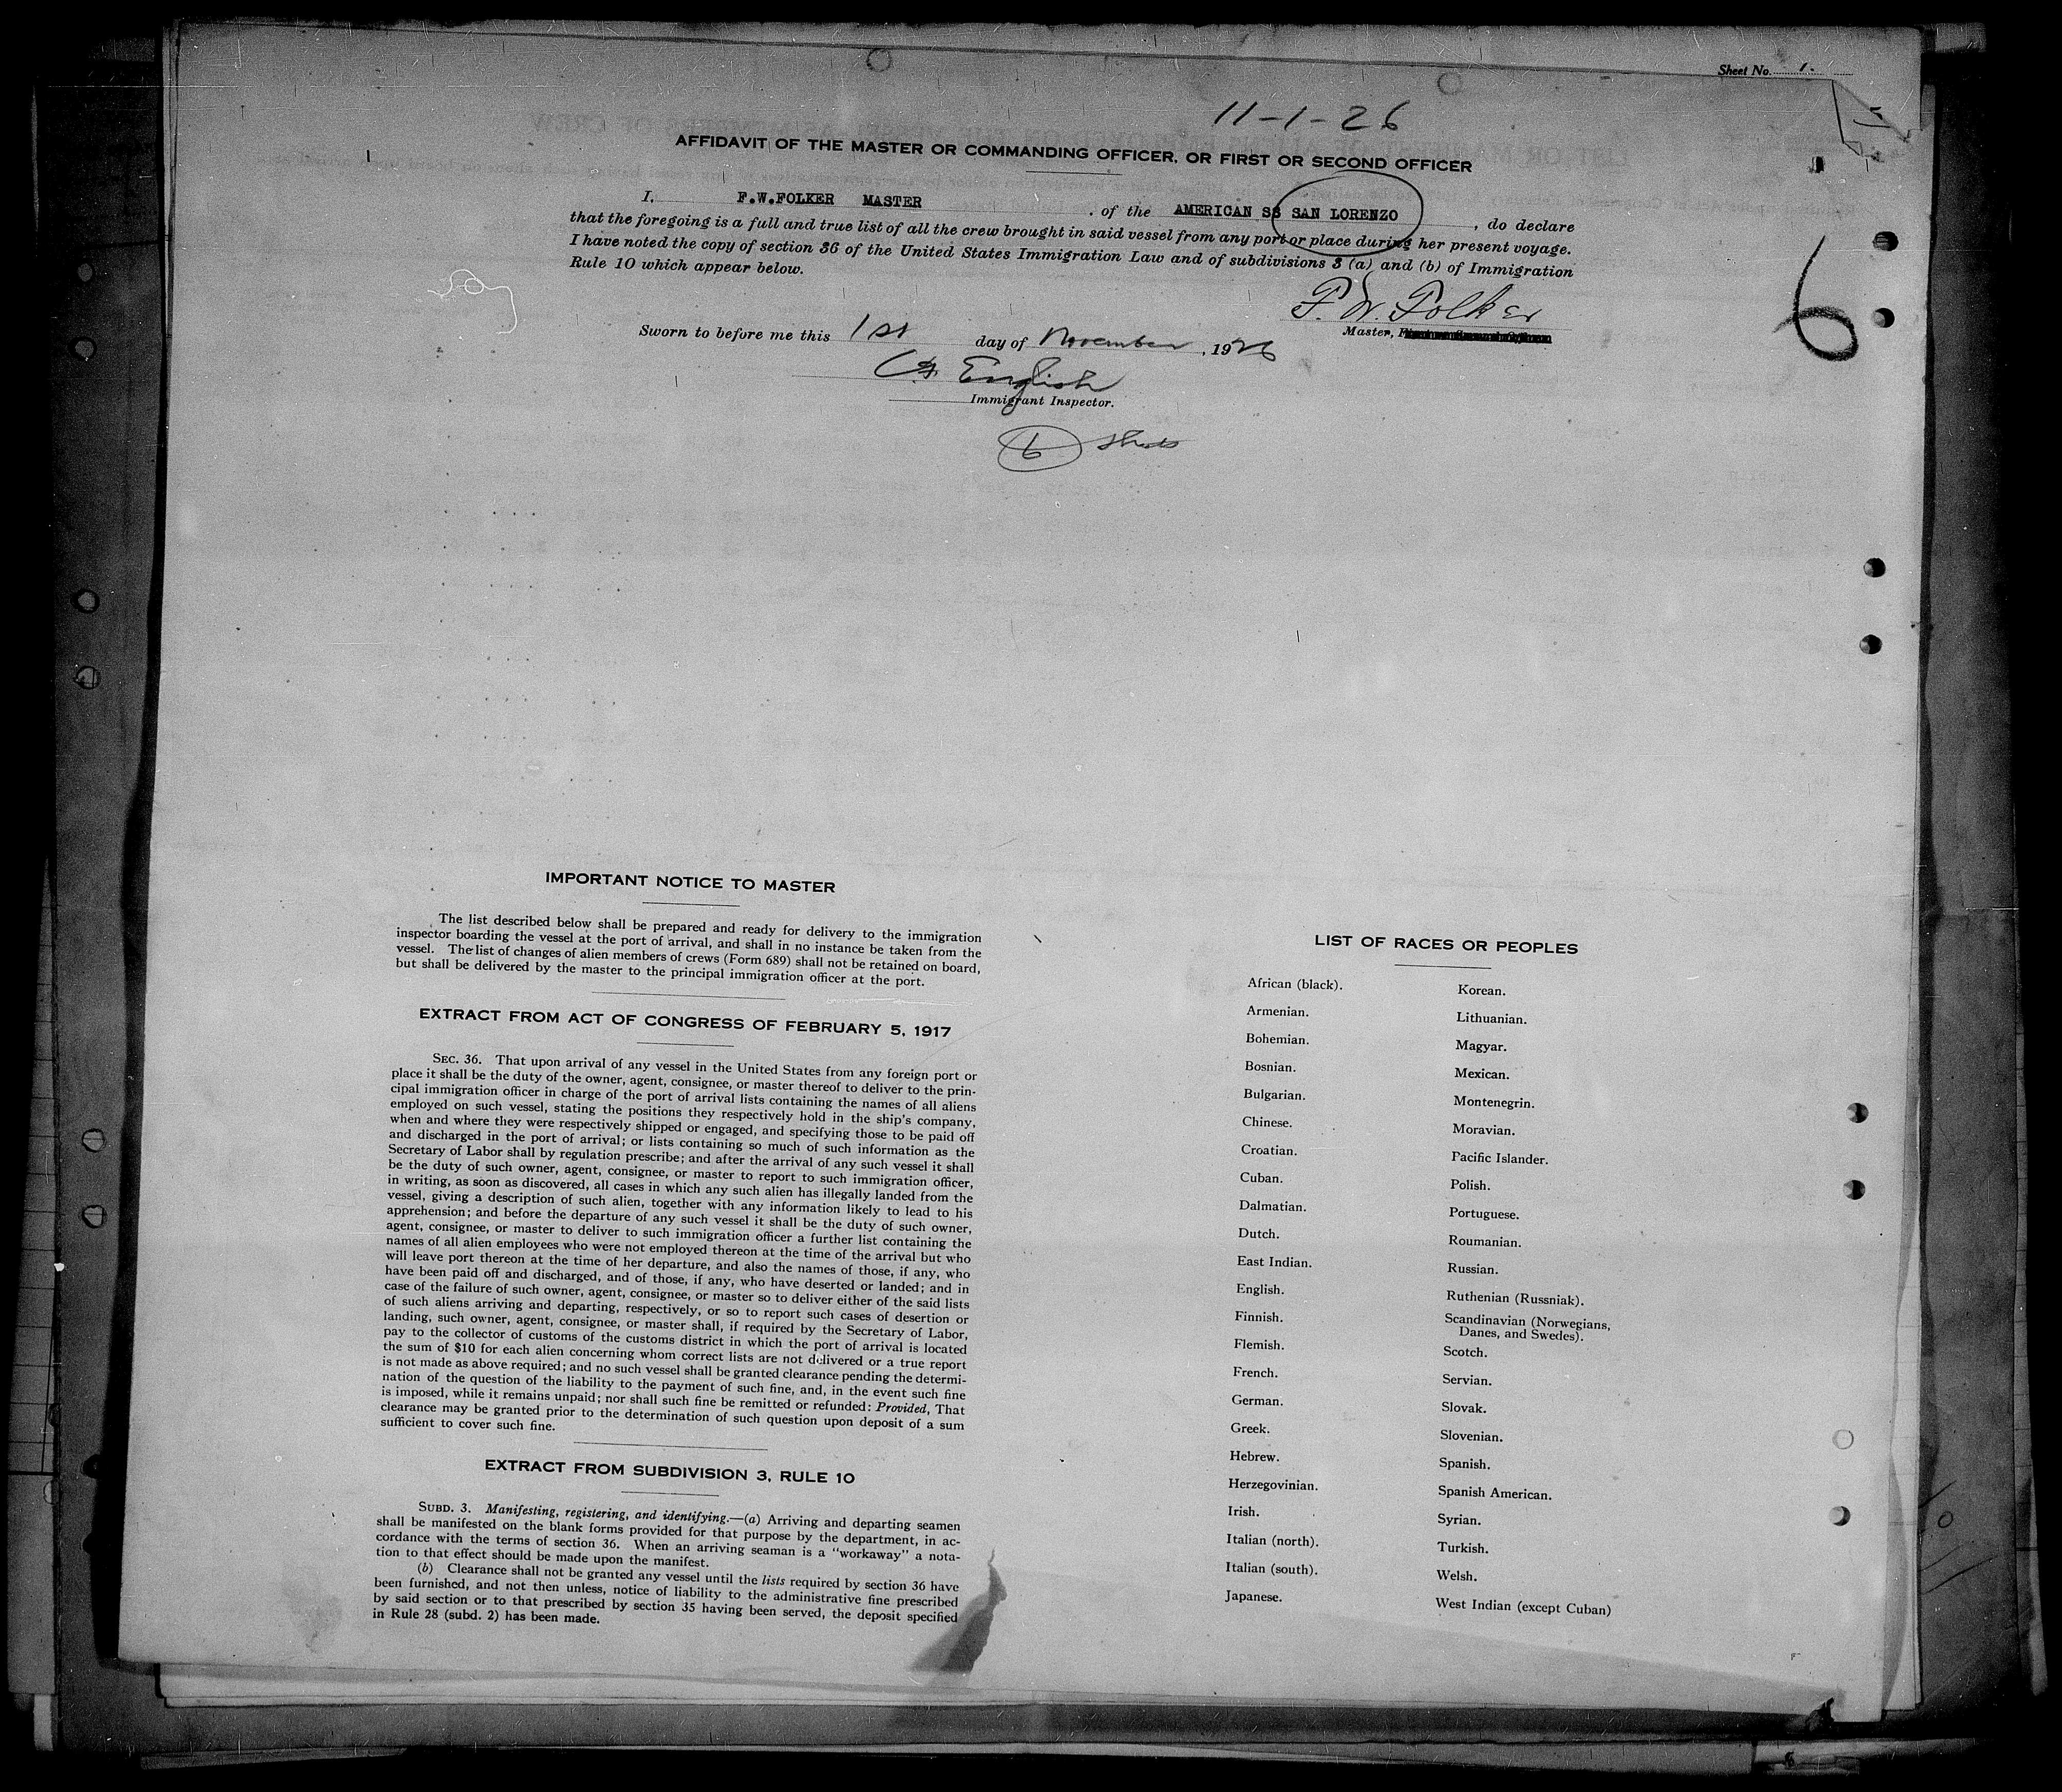 Sheet No. 1.
11-1-26
AFFIDAVIT OF THE MASTER OR COMMANDING OFFICER, OR FIRST OR SECOND OFFICER
I, F.W.FOLKER MASTER, of the AMERICAN SS SAN LORENZO, do declare
that the foregoing is a full and true list of all the crew brought in said vessel from any port or place during her present voyage.
I have noted the copy of section 36 of the United States Immigration Law and of subdivisions 3 (a) and (b) of Immigration
Rule 10 which appear below.
F. W. Folker
Master,
Sworn to before me this 1st day of November, 1926
English
Immigrant Inspector.
6 Sheets
6
IMPORTANT NOTICE TO MASTER
The list described below shall be prepared and ready for delivery to the immigration
inspector boarding the vessel at the port of arrival, and shall in no instance be taken from the
vessel. The list of changes of alien members of crews (Form 689) shall not be retained on board,
but shall be delivered by the master to the principal immigration officer at the port.
EXTRACT FROM ACT OF CONGRESS OF FEBRUARY 5, 1917
SEC. 36. That upon arrival of any vessel in the United States from any foreign port or
place it shall be the duty of the owner, agent, consignee, or master thereof to deliver to the prin-
cipal immigration officer in charge of the port of arrival lists containing the names of all aliens
employed on such vessel, stating the positions they respectively hold in the ship's company,
when and where they were respectively shipped or engaged, and specifying those to be paid off
and discharged in the port of arrival; or lists containing so much of such information as the
Secretary of Labor shall by regulation prescribe; and after the arrival of any such vessel it shall
be the duty of such owner, agent, consignee, or master to report to such immigration officer,
in writing, as soon as discovered, all cases in which any such alien has illegally landed from the
vessel, giving a description of such alien, together with any information likely to lead to his
apprehension; and before the departure of any such vessel it shall be the duty of such owner,
agent, consignee, or master to deliver to such immigration officer a further list containing the
names of all alien employees who were not employed thereon at the time of the arrival but who
will leave port thereon at the time of her departure, and also the names of those, if any, who
have been paid off and discharged, and of those, if any, who have deserted or landed; and in
case of the failure of such owner, agent, consignee, or master so to deliver either of the said lists
of such aliens arriving and departing, respectively, or so to report such cases of desertion or
landing, such owner, agent, consignee, or master shall, if required by the Secretary of Labor,
pay to the collector of customs of the customs district in which the port of arrival is located
the sum of $10 for each alien concerning whom correct lists are not delivered or a true report
is not made as above required; and no such vessel shall be granted clearance pending the determi-
nation of the question of the liability to the payment of such fine, and, in the event such fine
is imposed, while it remains unpaid; nor shall such fine be remitted or refunded: Provided, That
clearance may be granted prior to the determination of such question upon deposit of a sum
sufficient to cover such fine.
EXTRACT FROM SUBDIVISION 3, RULE 10
SUBD. 3. Manifesting, registering, and identifying.—(a) Arriving and departing seamen
shall be manifested on the blank forms provided for that purpose by the department, in ac-
cordance with the terms of section 36. When an arriving seaman is a "workaway" a nota-
tion to that effect should be made upon the manifest.
(b) Clearance shall not be granted any vessel until the lists required by section 36 have
been furnished, and not then unless, notice of liability to the administrative fine prescribed
by said section or to that prescribed by section 35 having been served, the deposit specified
in Rule 28 (subd. 2) has been made.
LIST OF RACES OR PEOPLES
African (black).
Armenian.
Bohemian.
Bosnian.
Bulgarian.
Chinese.
Croatian.
Cuban.
Dalmatian.
Dutch.
East Indian.
English.
Finnish.
Flemish.
French.
German.
Greek.
Hebrew.
Herzegovinian.
Irish.
Italian (north).
Italian (south).
Japanese.
Korean.
Lithuanian.
Magyar.
Mexican.
Montenegrin.
Moravian.
Pacific Islander.
Polish.
Portuguese.
Roumanian.
Russian.
Ruthenian (Russniak).
Scandinavian (Norwegians,
Danes, and Swedes).
Scotch.
Servian.
Slovak.
Slovenian.
Spanish.
Spanish American.
Syrian.
Turkish.
Welsh.
West Indian (except Cuban)